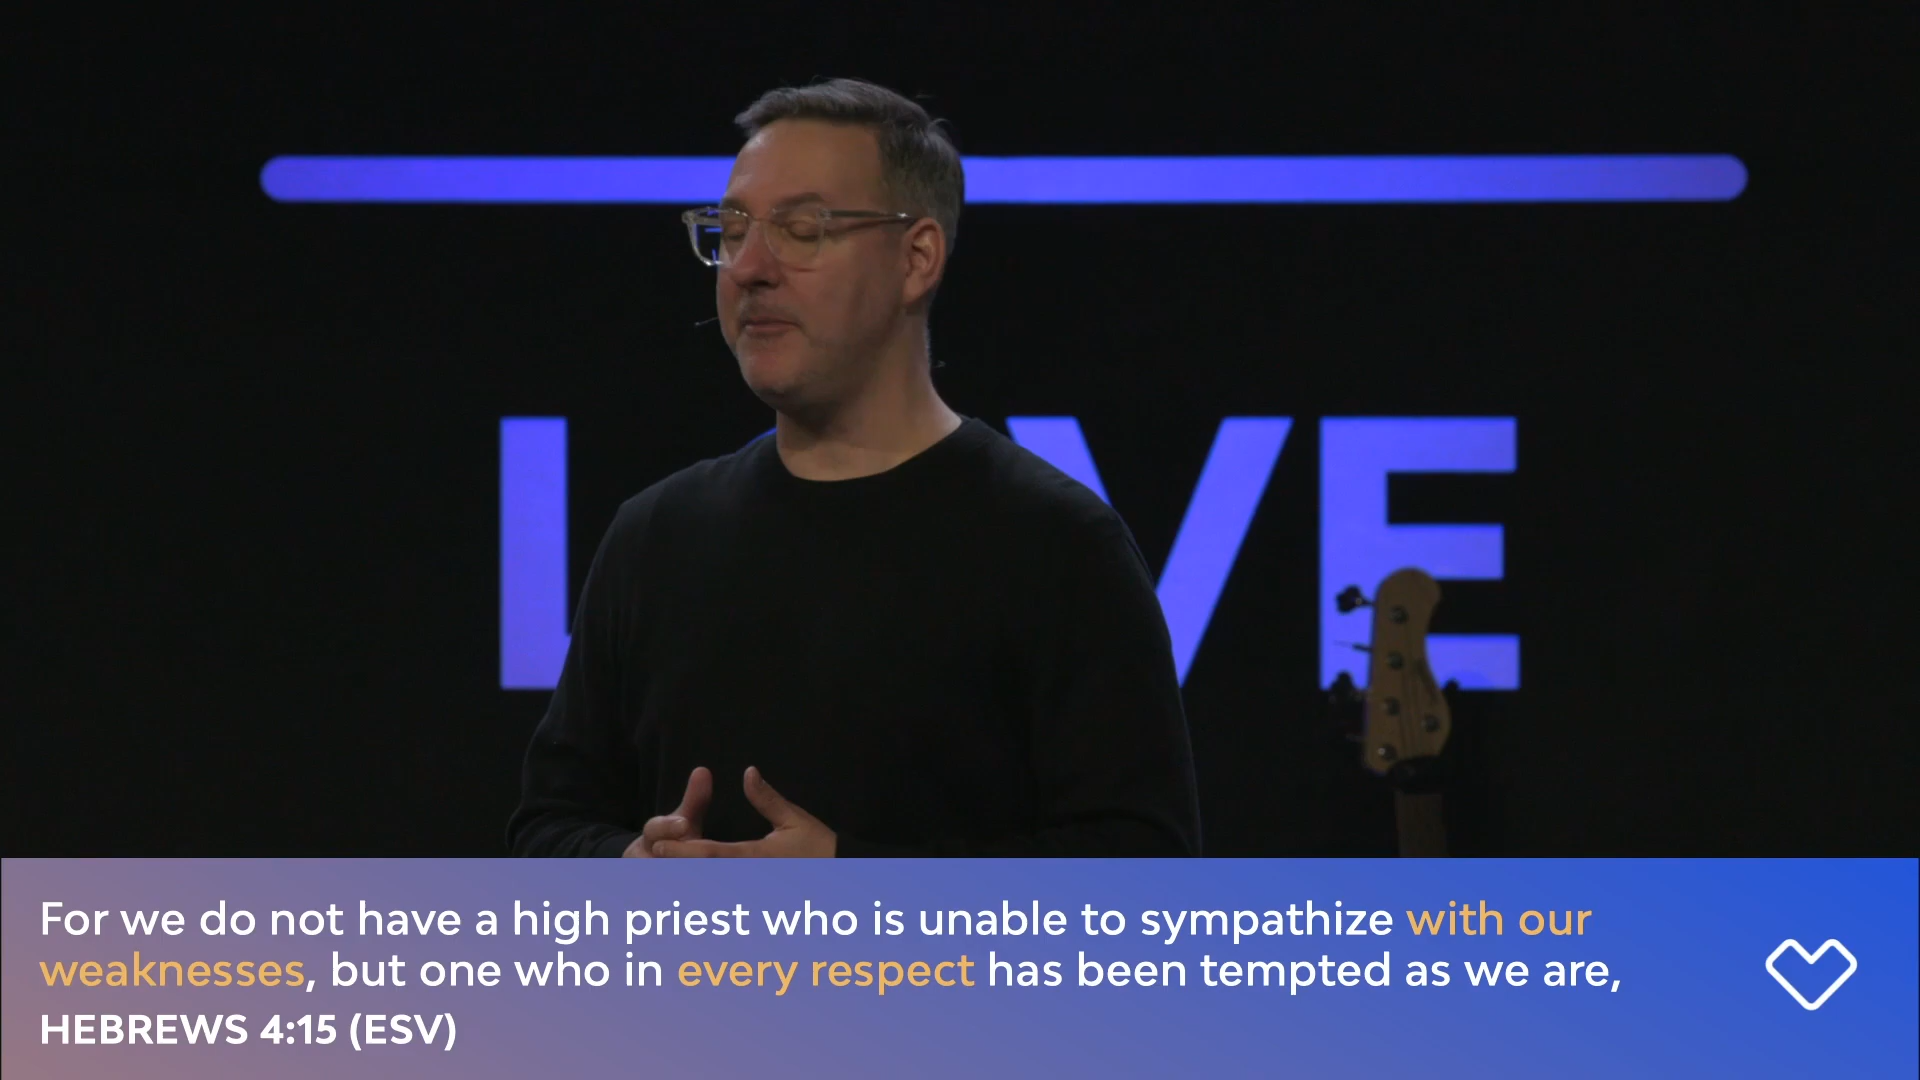 L VE
For we do not have a high priest who is unable to sympathize with our
weaknesses, but one who in every respect has been tempted as we are,
HEBREWS 4:15 (ESV)